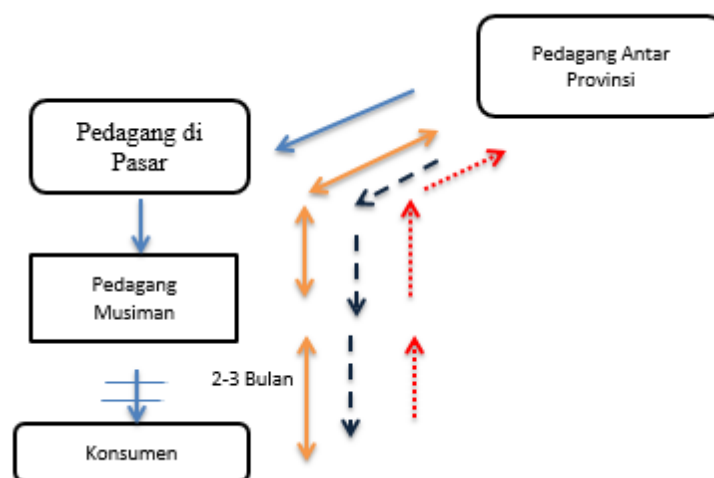 Pedagang Antar
Provinsi
Pedagang di
Pasar
Pedagang
Musiman
2-3 Bulan
Konsumen